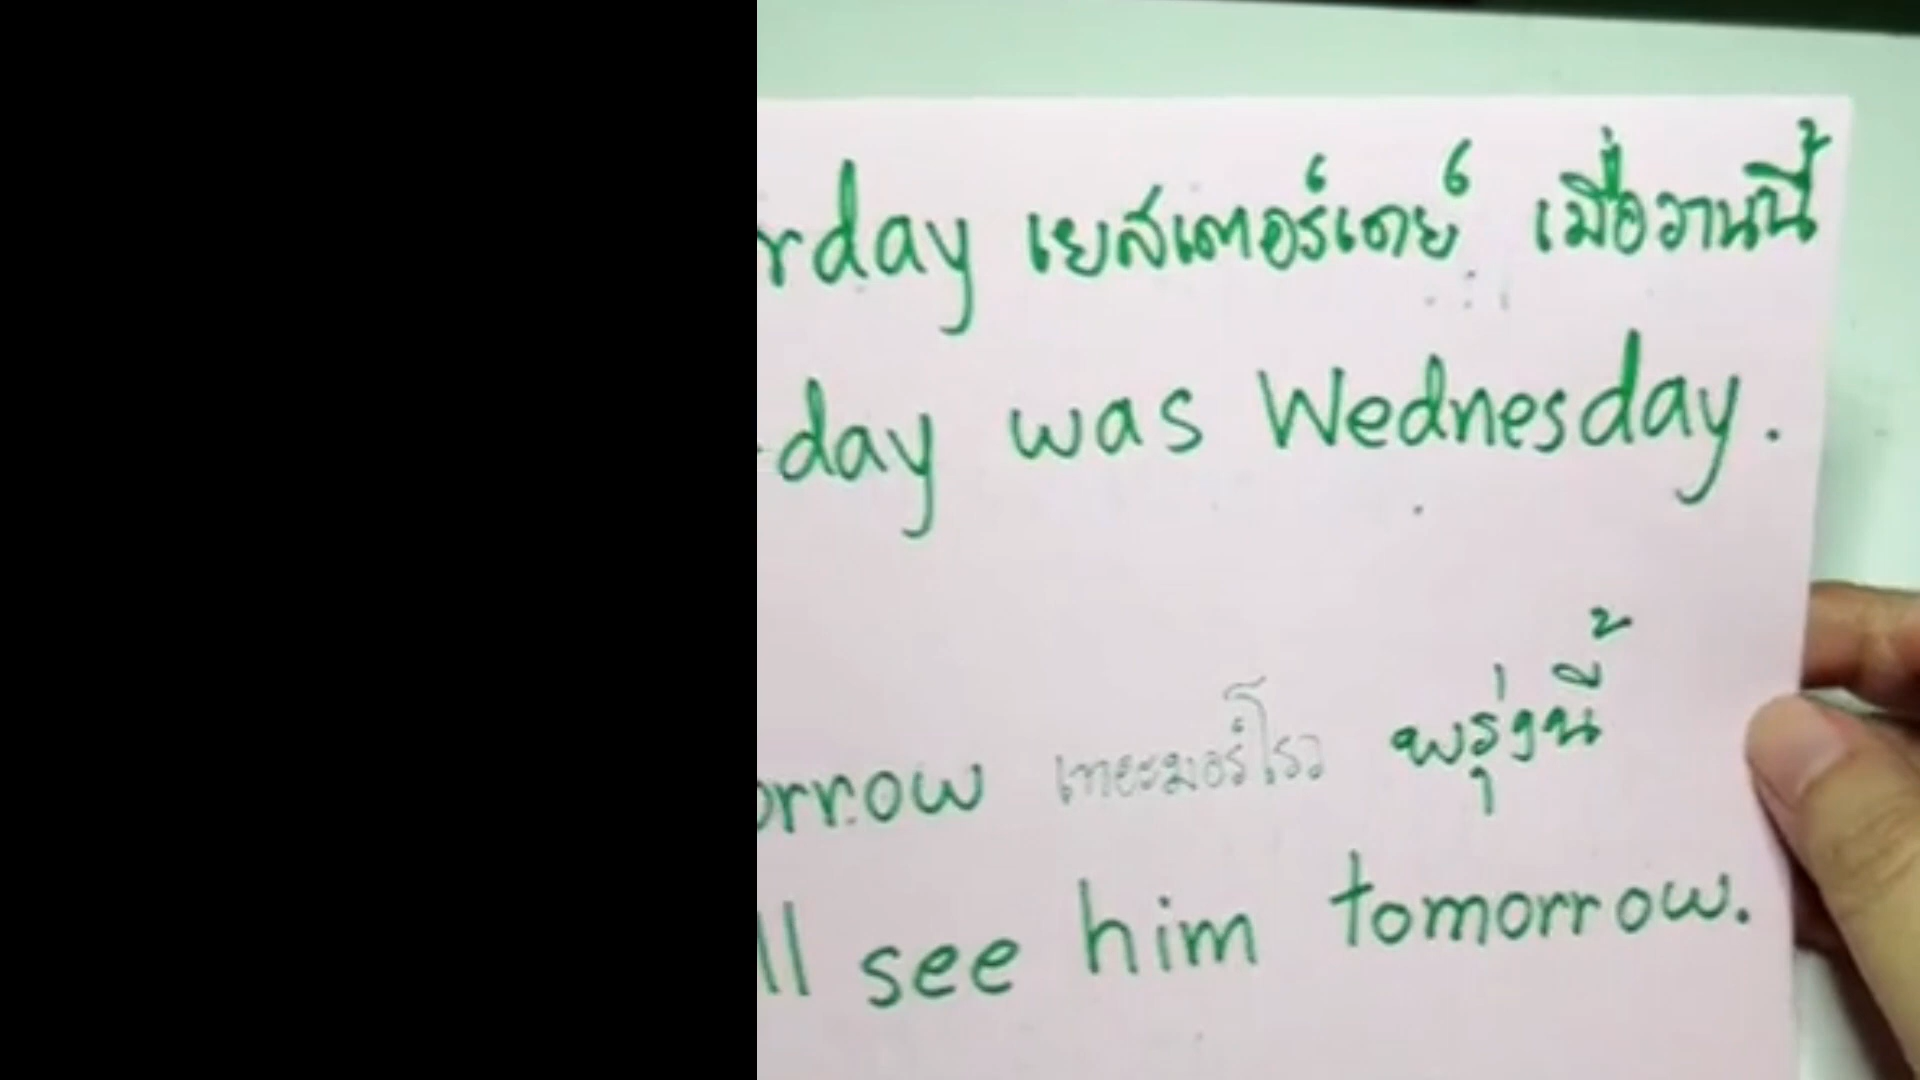 rday เยสเตอร์เดย์ เมื่อวานนี้
day was Wednesday.
orrow เทอะมอร์โรว พรุ่งนี้
ll see him tomorrow.